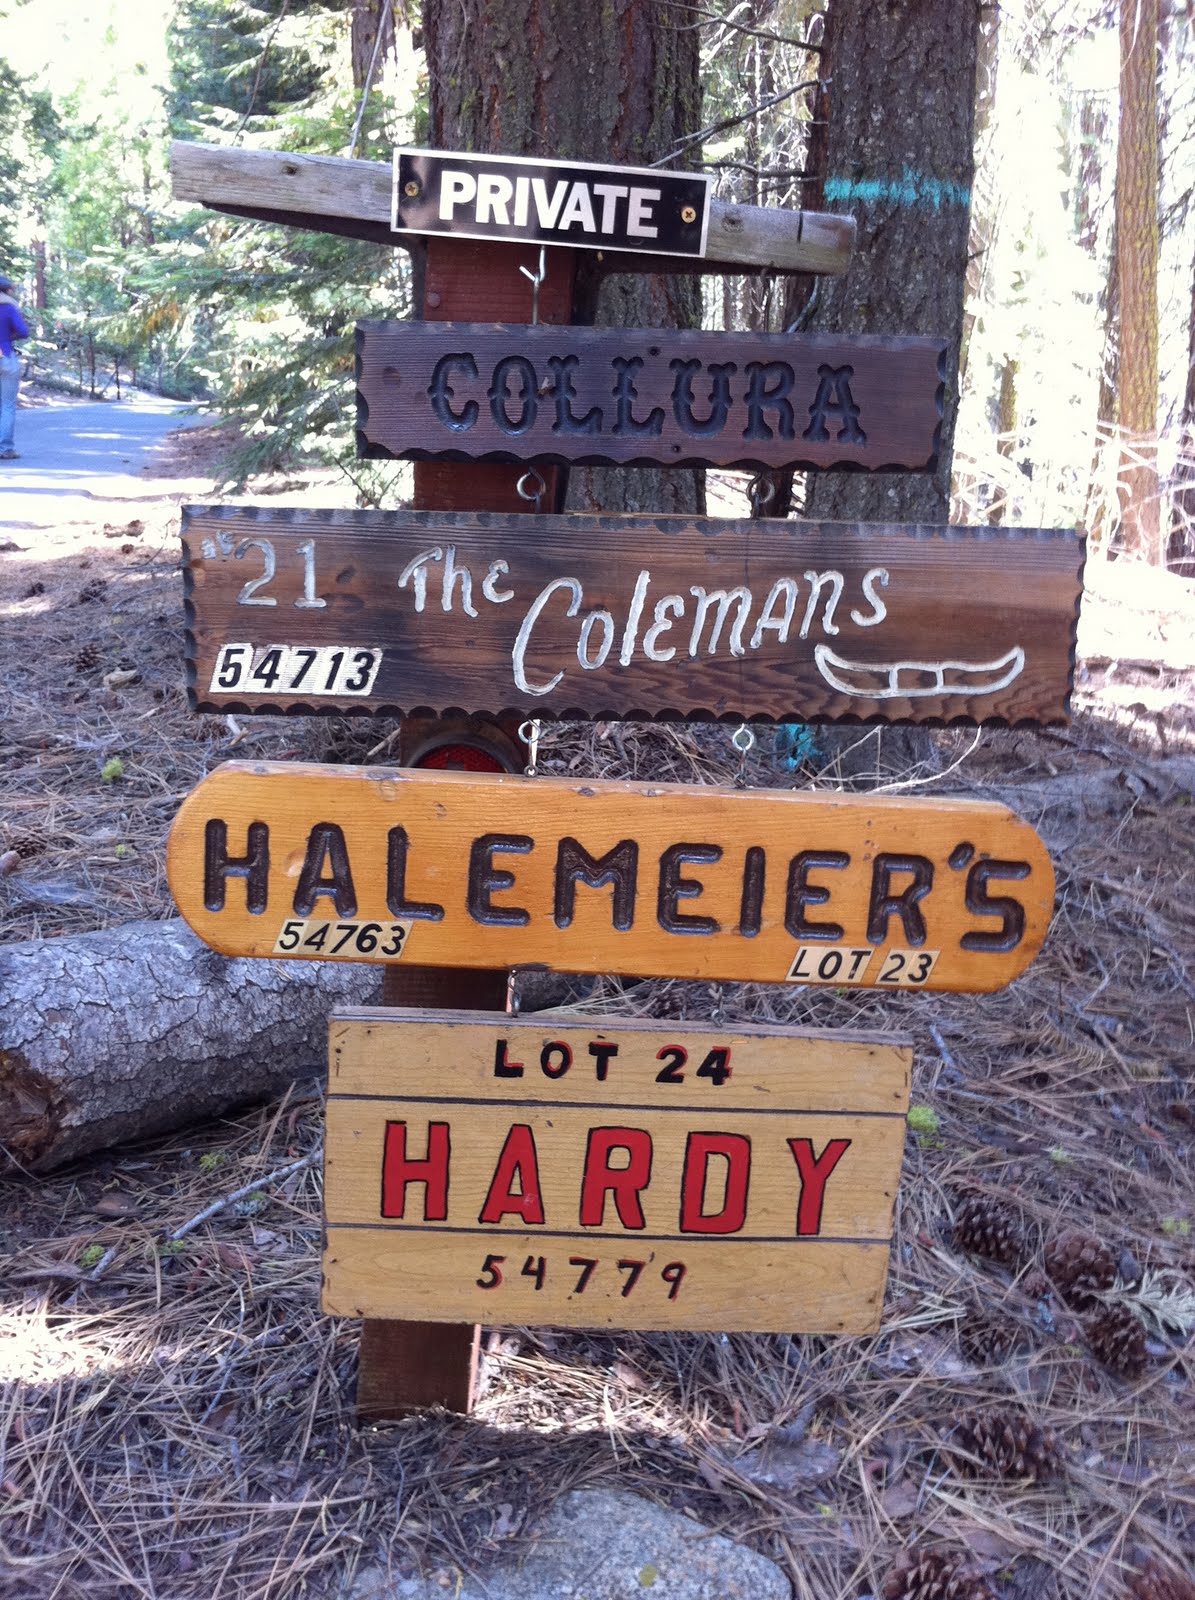 PRIVATE
COLLURA
21 The Colemans
54713
HALEMEIER'S
54763 LOT 23
LOT 24
HARDY
54779